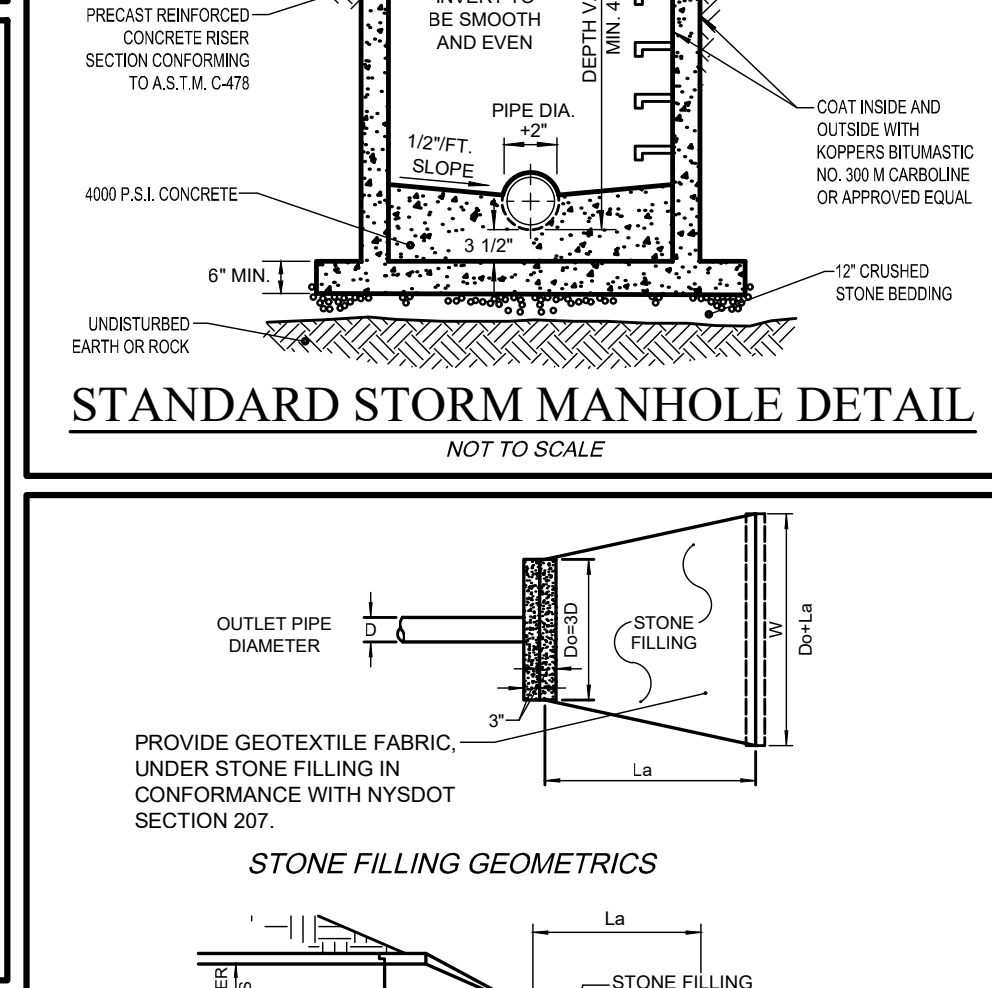 PRECAST REINFORCED
CONCRETE RISER
SECTION CONFORMING
TO A.S.T.M. C-478
BE SMOOTH
AND EVEN
DEPTH
MIN.
PIPE DIA.
+2"
1/2"/FT.
SLOPE
4000 P.S.I. CONCRETE
3 1/2"
6" MIN.
COAT INSIDE AND
OUTSIDE WITH
KOPPERS BITUMASTIC
NO. 300 M CARBOLINE
OR APPROVED EQUAL
12" CRUSHED
STONE BEDDING
UNDISTURBED
EARTH OR ROCK
STANDARD STORM MANHOLE DETAIL
NOT TO SCALE
OUTLET PIPE
DIAMETER
D
Do=3D
STONE
FILLING
W
Do+La
3"
La
PROVIDE GEOTEXTILE FABRIC,
UNDER STONE FILLING IN
CONFORMANCE WITH NYSDOT
SECTION 207.
STONE FILLING GEOMETRICS
La
STONE FILLING